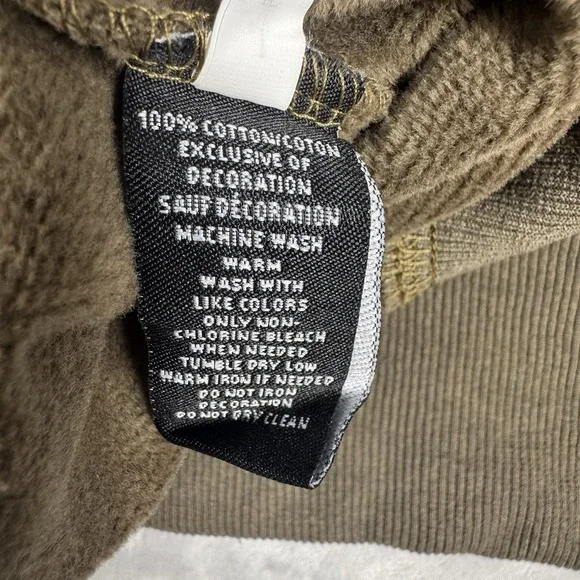 100% COTTON/COTON
EXCLUSIVE OF
DECORATION
SAUF DÉCORATION
MACHINE WASH
WARM
WASH WITH
LIKE COLORS
ONLY NON-
CHLORINE BLEACH
WHEN NEEDED
TUMBLE DRY LOW
WARM IRON IF NEEDED
DO NOT IRON
DECORATION
DO NOT DRY CLEAN